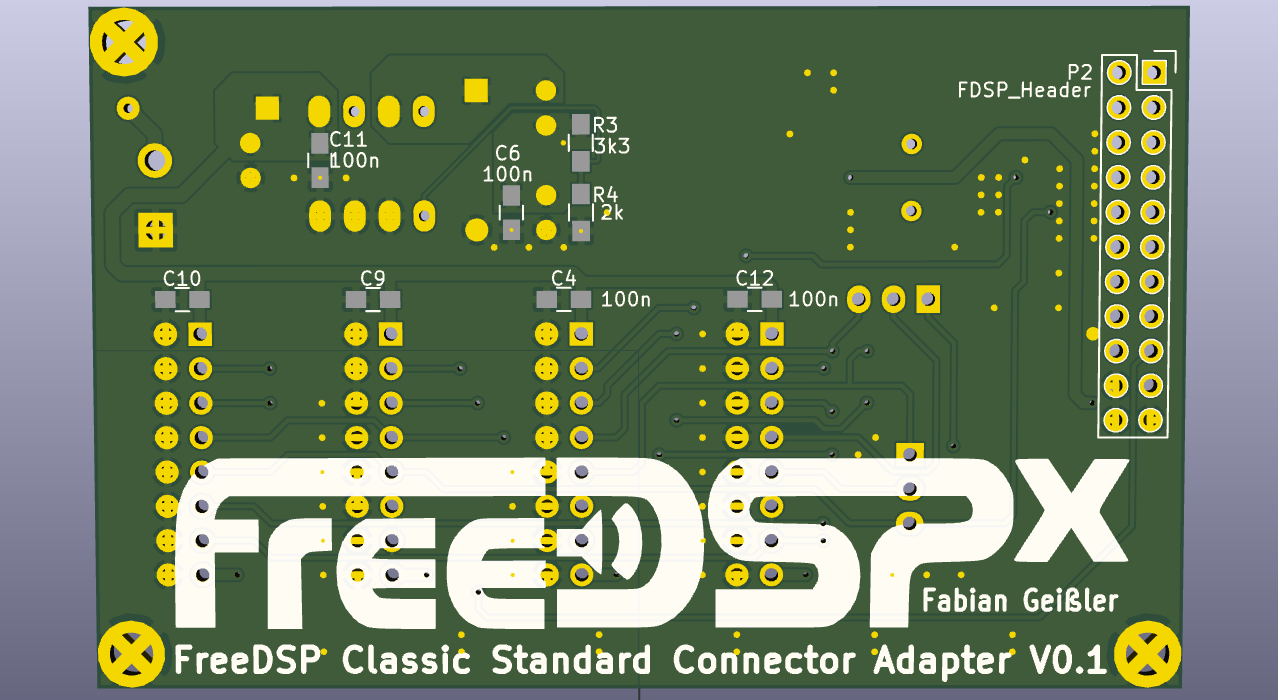 P2
FDSP_Header
C11
100n
R3
3k3
C6
100n
R4
2k
C10
C9
C4
100n
C12
100n
FreeDSPx
Fabian Geißler
FreeDSP Classic Standard Connector Adapter V0.1